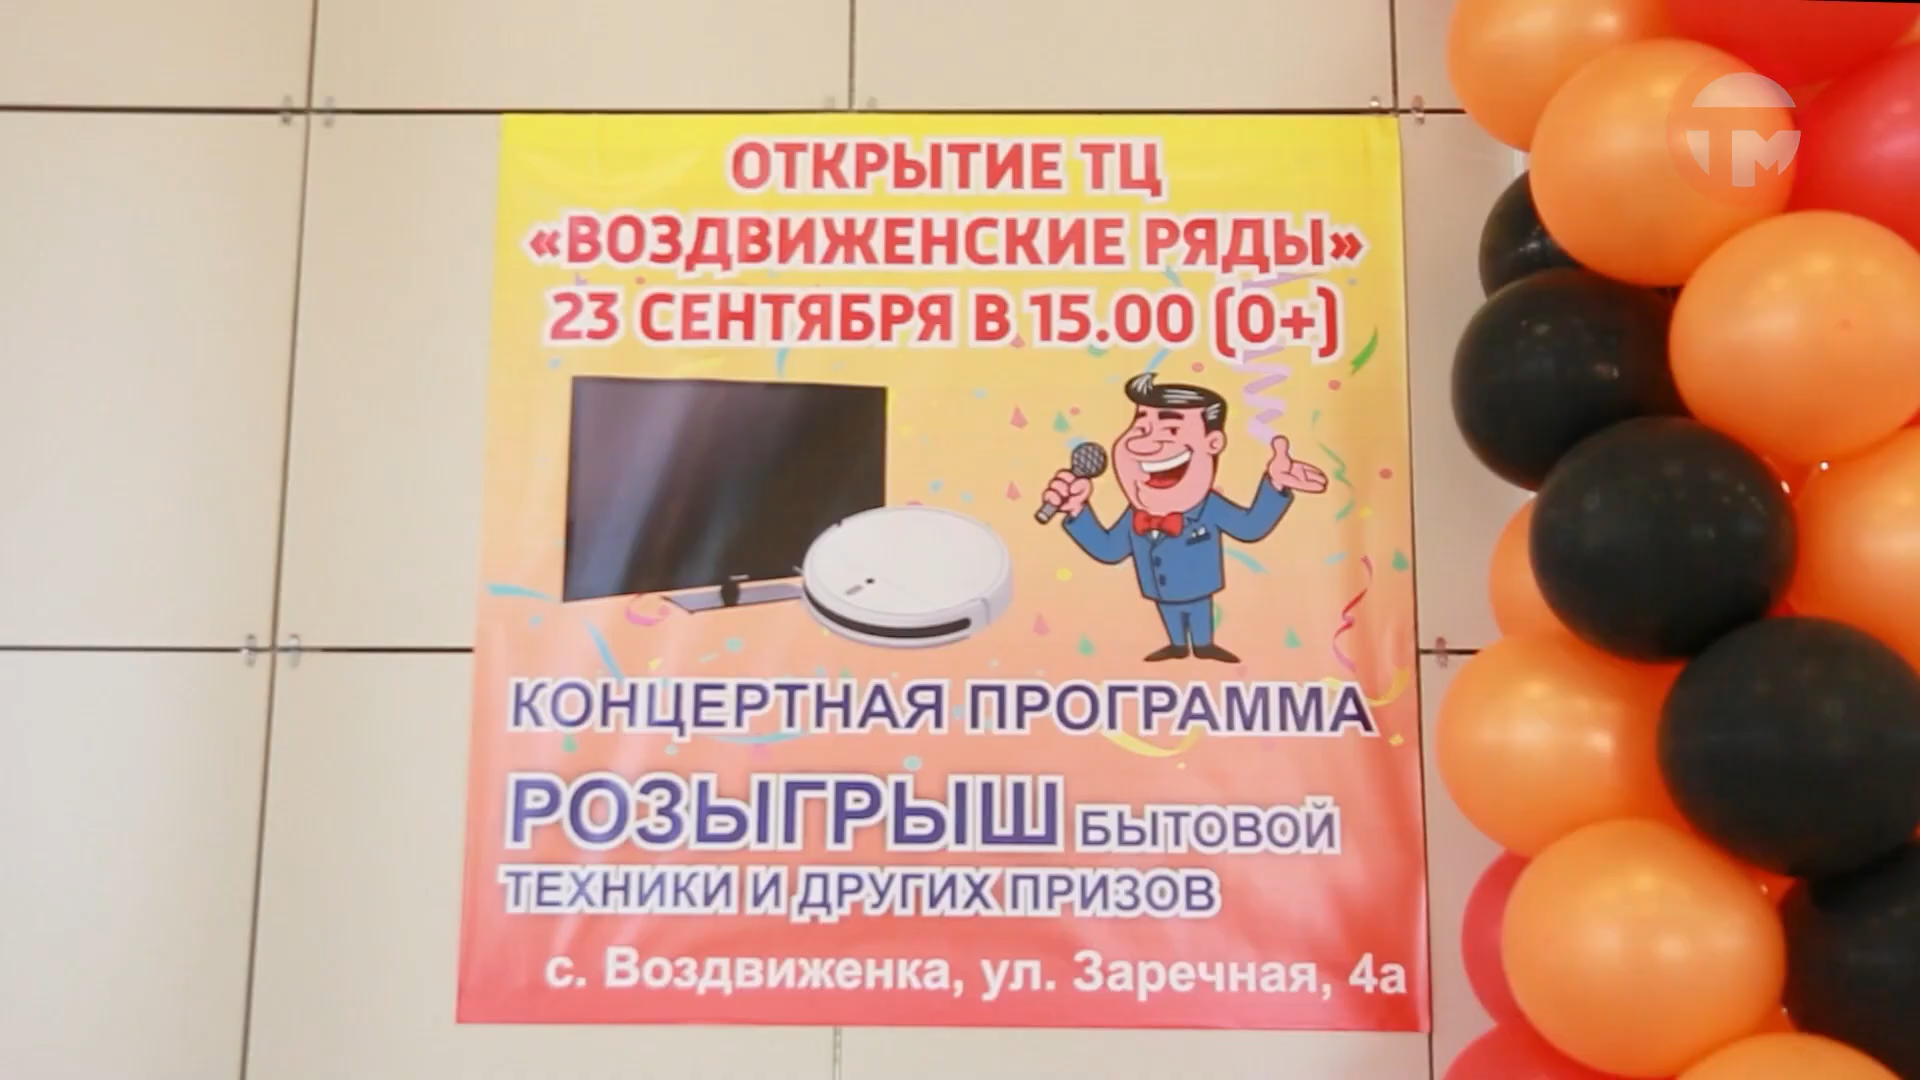 ОТКРЫТИЕ ТЦ
«ВОЗДВИЖЕНСКИЕ РЯДЫ»
23 СЕНТЯБРЯ В 15.00 (0+)
КОНЦЕРТНАЯ ПРОГРАММА
РОЗЫГРЫШ БЫТОВОЙ
ТЕХНИКИ И ДРУГИХ ПРИЗОВ
с. Воздвиженка, ул. Заречная, 4а
ТМ